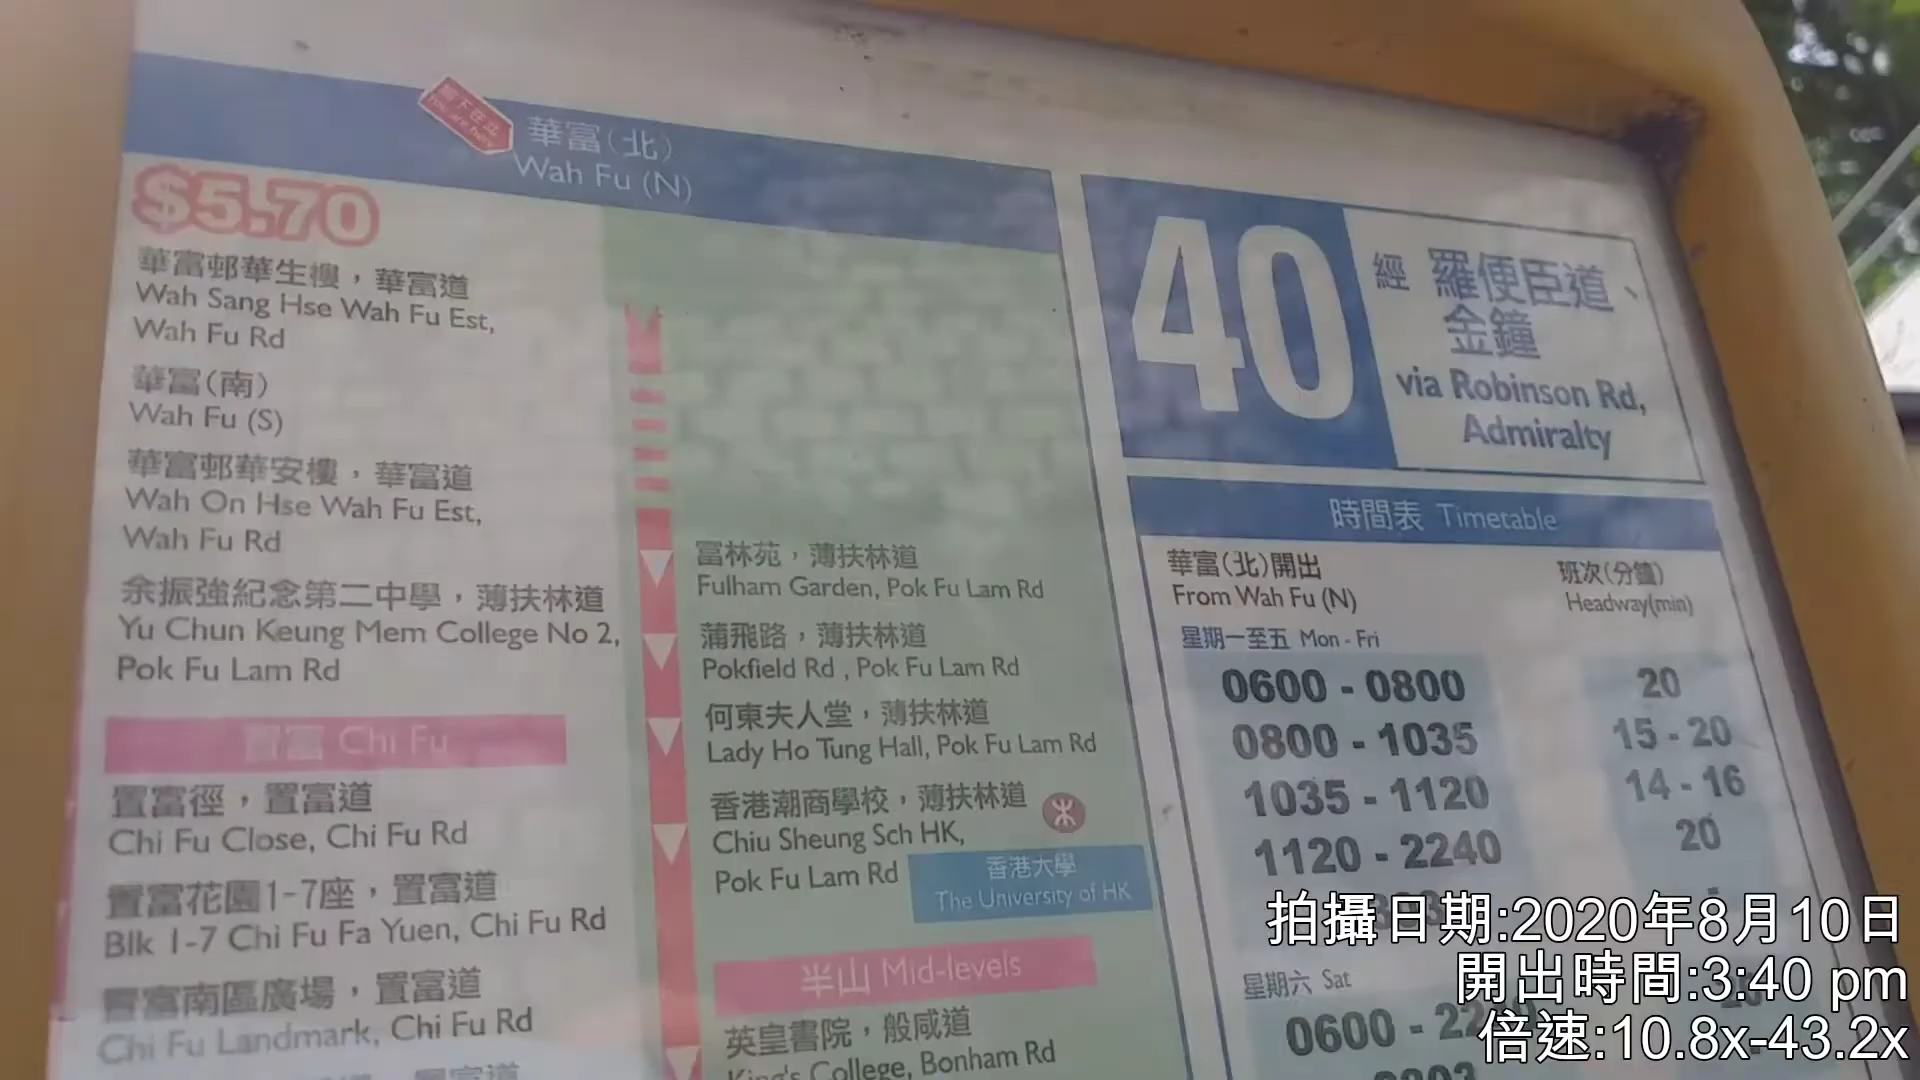 閣下在此
You are here
華富(北)
Wah Fu (N)
$5.70
華富邨華生樓，華富道
Wah Sang Hse Wah Fu Est,
Wah Fu Rd
華富(南)
Wah Fu (S)
華富邨華安樓，華富道
Wah On Hse Wah Fu Est,
Wah Fu Rd
余振強紀念第二中學，薄扶林道
Yu Chun Keung Mem College No 2,
Pok Fu Lam Rd
置富 Chi Fu
置富徑，置富道
Chi Fu Close, Chi Fu Rd
置富花園1-7座，置富道
Blk 1-7 Chi Fu Fa Yuen, Chi Fu Rd
置富南區廣場，置富道
Chi Fu Landmark, Chi Fu Rd
置富道
富林苑，薄扶林道
Fulham Garden, Pok Fu Lam Rd
蒲飛路，薄扶林道
Pokfield Rd , Pok Fu Lam Rd
何東夫人堂，薄扶林道
Lady Ho Tung Hall, Pok Fu Lam Rd
香港潮商學校，薄扶林道
Chiu Sheung Sch HK,
Pok Fu Lam Rd
香港大學
The University of HK
半山 Mid-levels
英皇書院，般咸道
King's College, Bonham Rd
40
經 羅便臣道、
金鐘
via Robinson Rd,
Admiralty
時間表 Timetable
華富(北)開出 班次(分鐘)
From Wah Fu (N) Headway(min)
星期一至五 Mon - Fri
0600 - 0800 20
0800 - 1035 15 - 20
1035 - 1120 14 - 16
1120 - 2240 20
星期六 Sat
0600 -
拍攝日期:2020年8月10日
開出時間:3:40 pm
倍速:10.8x-43.2x